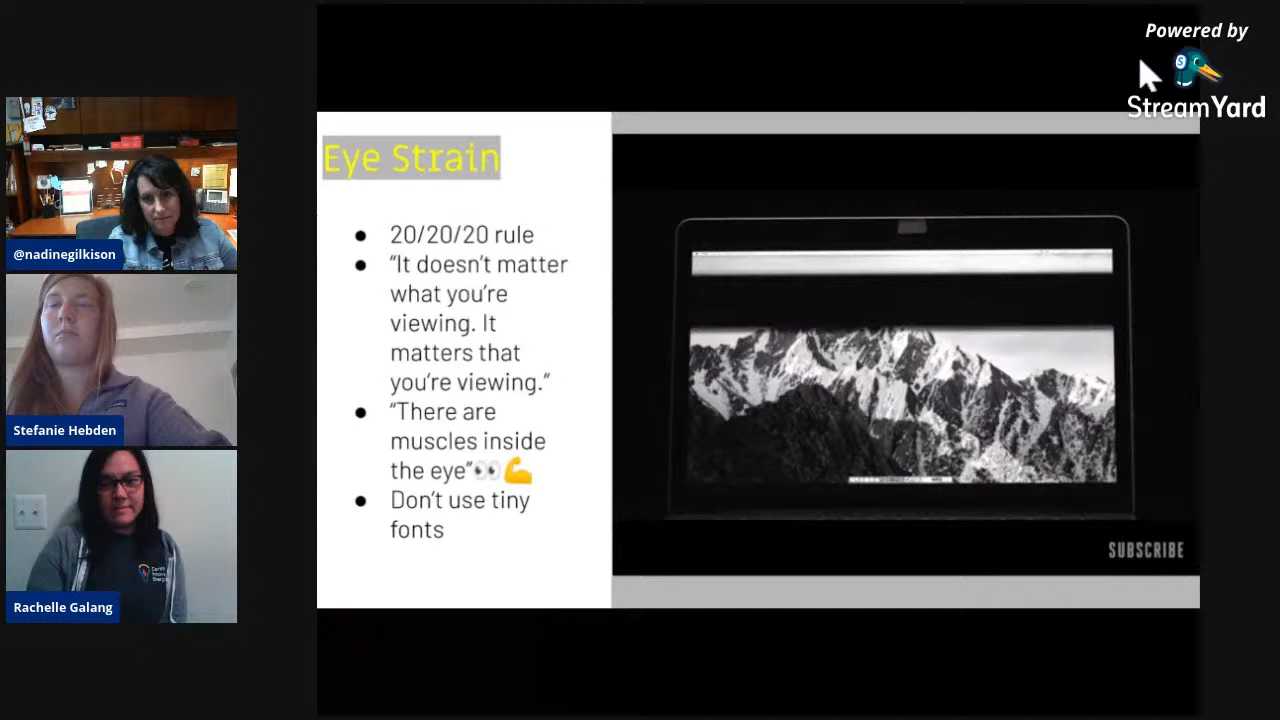 Powered by
StreamYard
@nadinegilkison
Stefanie Hebden
Rachelle Galang
Eye Strain
● 20/20/20 rule
● “It doesn’t matter
what you’re
viewing. It
matters that
you’re viewing.”
● “There are
muscles inside
the eye”👀💪
● Don’t use tiny
fonts
SUBSCRIBE